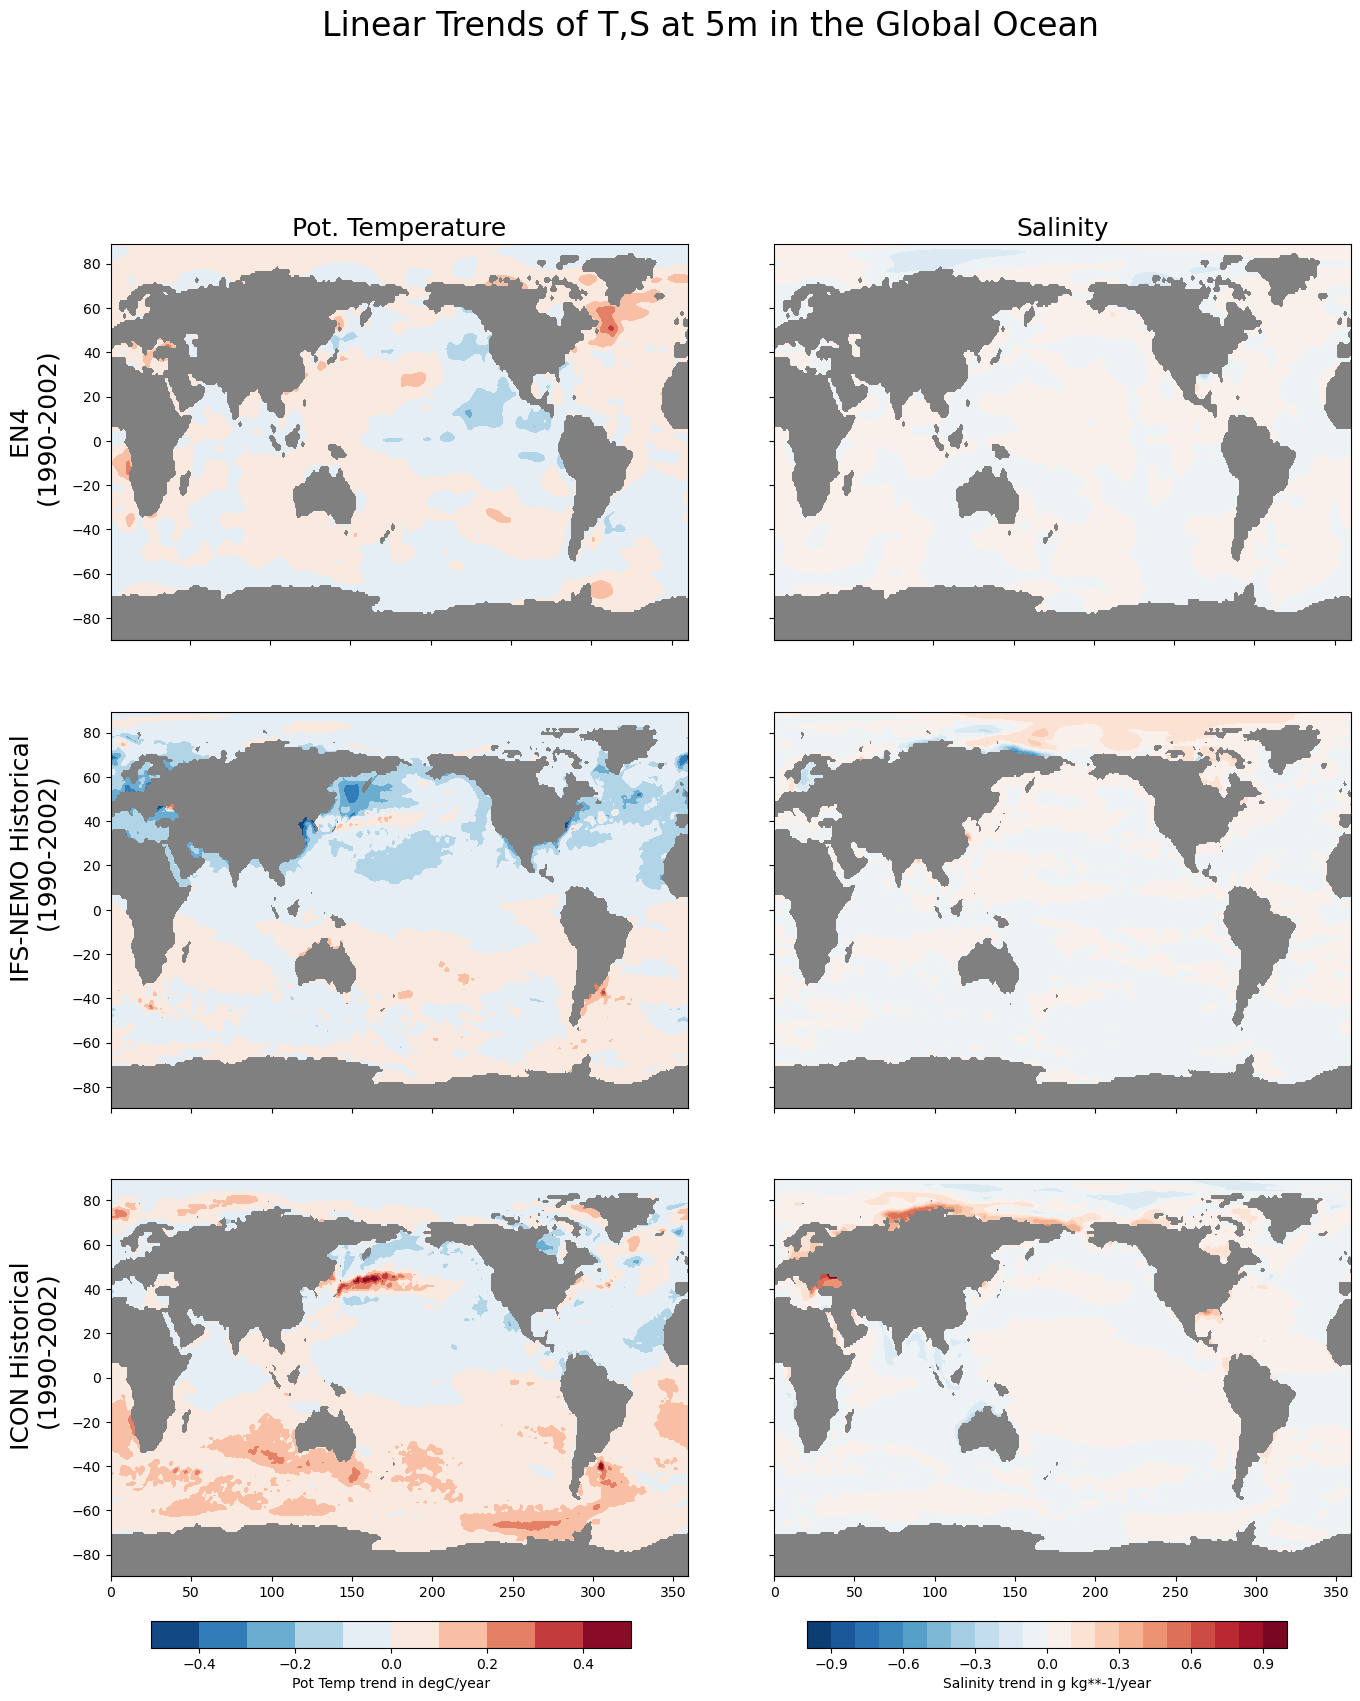 Linear Trends of T,S at 5m in the Global Ocean
Pot. Temperature
Salinity
EN4
(1990-2002)
80
60
40
20
0
−20
−40
−60
−80
IFS-NEMO Historical
(1990-2002)
80
60
40
20
0
−20
−40
−60
−80
ICON Historical
(1990-2002)
80
60
40
20
0
−20
−40
−60
−80
0 50 100 150 200 250 300 350
0 50 100 150 200 250 300 350
−0.4 −0.2 0.0 0.2 0.4
Pot Temp trend in degC/year
−0.9 −0.6 −0.3 0.0 0.3 0.6 0.9
Salinity trend in g kg**-1/year